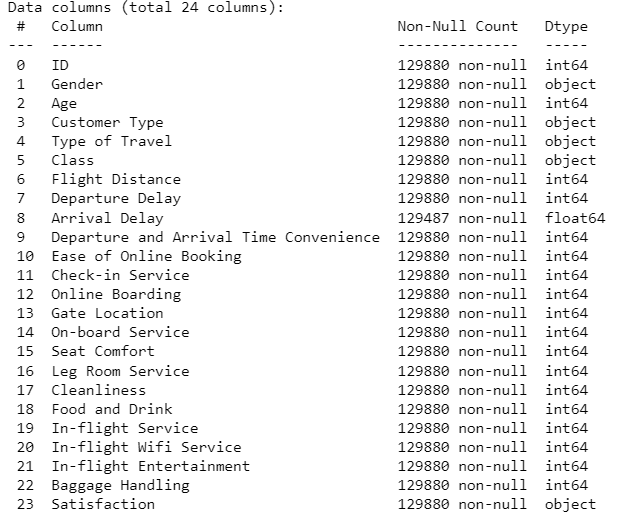 Data columns (total 24 columns):
 #   Column                             Non-Null Count   Dtype
---  ------                             --------------   -----
 0   ID                                 129880 non-null  int64
 1   Gender                             129880 non-null  object
 2   Age                                129880 non-null  int64
 3   Customer Type                      129880 non-null  object
 4   Type of Travel                     129880 non-null  object
 5   Class                              129880 non-null  object
 6   Flight Distance                    129880 non-null  int64
 7   Departure Delay                    129880 non-null  int64
 8   Arrival Delay                      129487 non-null  float64
 9   Departure and Arrival Time Convenience  129880 non-null  int64
 10  Ease of Online Booking             129880 non-null  int64
 11  Check-in Service                   129880 non-null  int64
 12  Online Boarding                    129880 non-null  int64
 13  Gate Location                      129880 non-null  int64
 14  On-board Service                   129880 non-null  int64
 15  Seat Comfort                       129880 non-null  int64
 16  Leg Room Service                   129880 non-null  int64
 17  Cleanliness                        129880 non-null  int64
 18  Food and Drink                     129880 non-null  int64
 19  In-flight Service                  129880 non-null  int64
 20  In-flight Wifi Service             129880 non-null  int64
 21  In-flight Entertainment            129880 non-null  int64
 22  Baggage Handling                   129880 non-null  int64
 23  Satisfaction                       129880 non-null  object